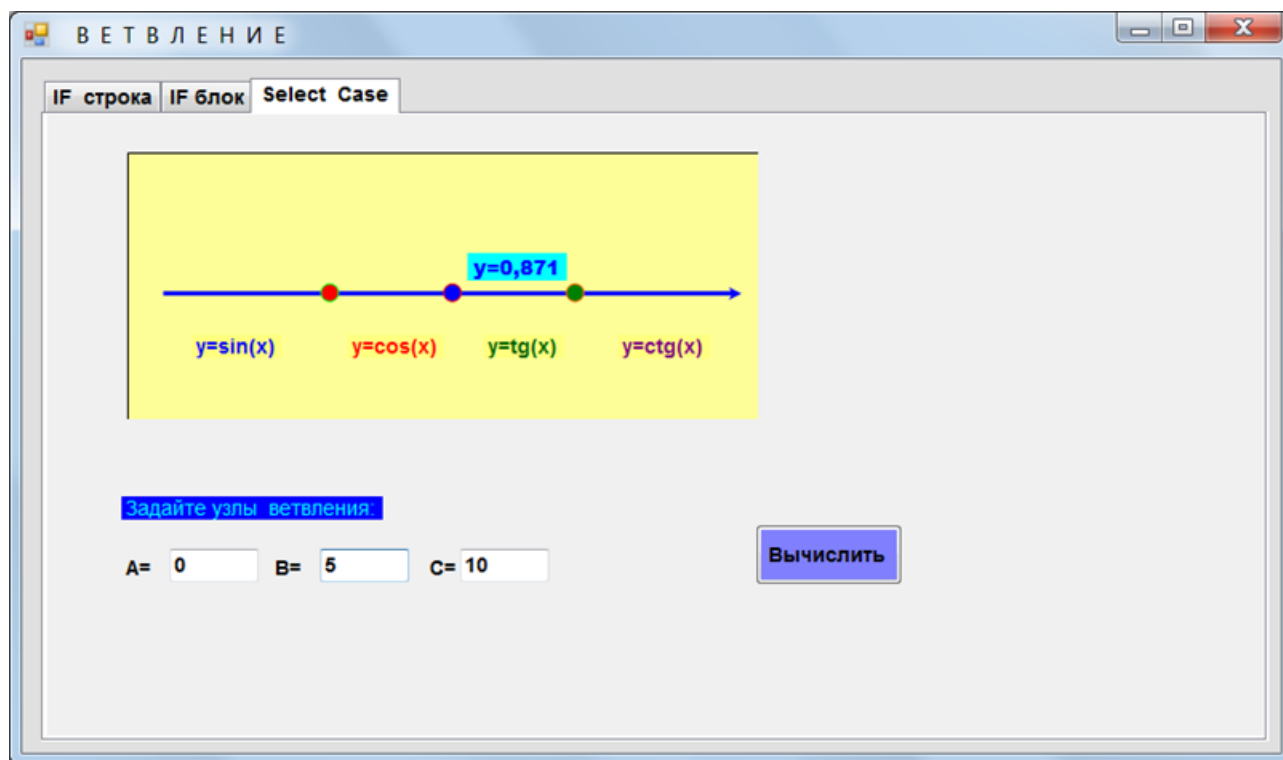 В Е Т В Л Е Н И Е
IF строка IF блок Select Case
y=0,871
y=sin(x) y=cos(x) y=tg(x) y=ctg(x)
Задайте узлы ветвления:
A= 0 B= 5 C= 10
Вычислить